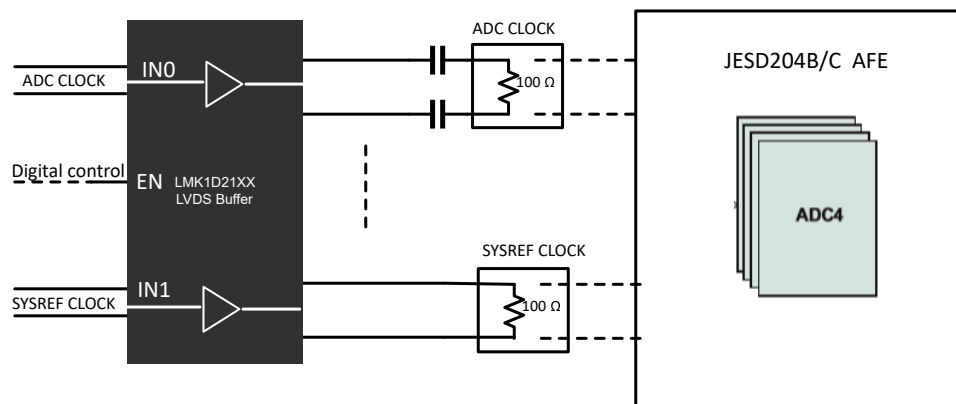 ADC CLOCK
JESD204B/C AFE
IN0
ADC CLOCK
100 Ω
Digital control
EN
LMK1D21XX
LVDS Buffer
ADC4
SYSREF CLOCK
IN1
SYSREF CLOCK
100 Ω